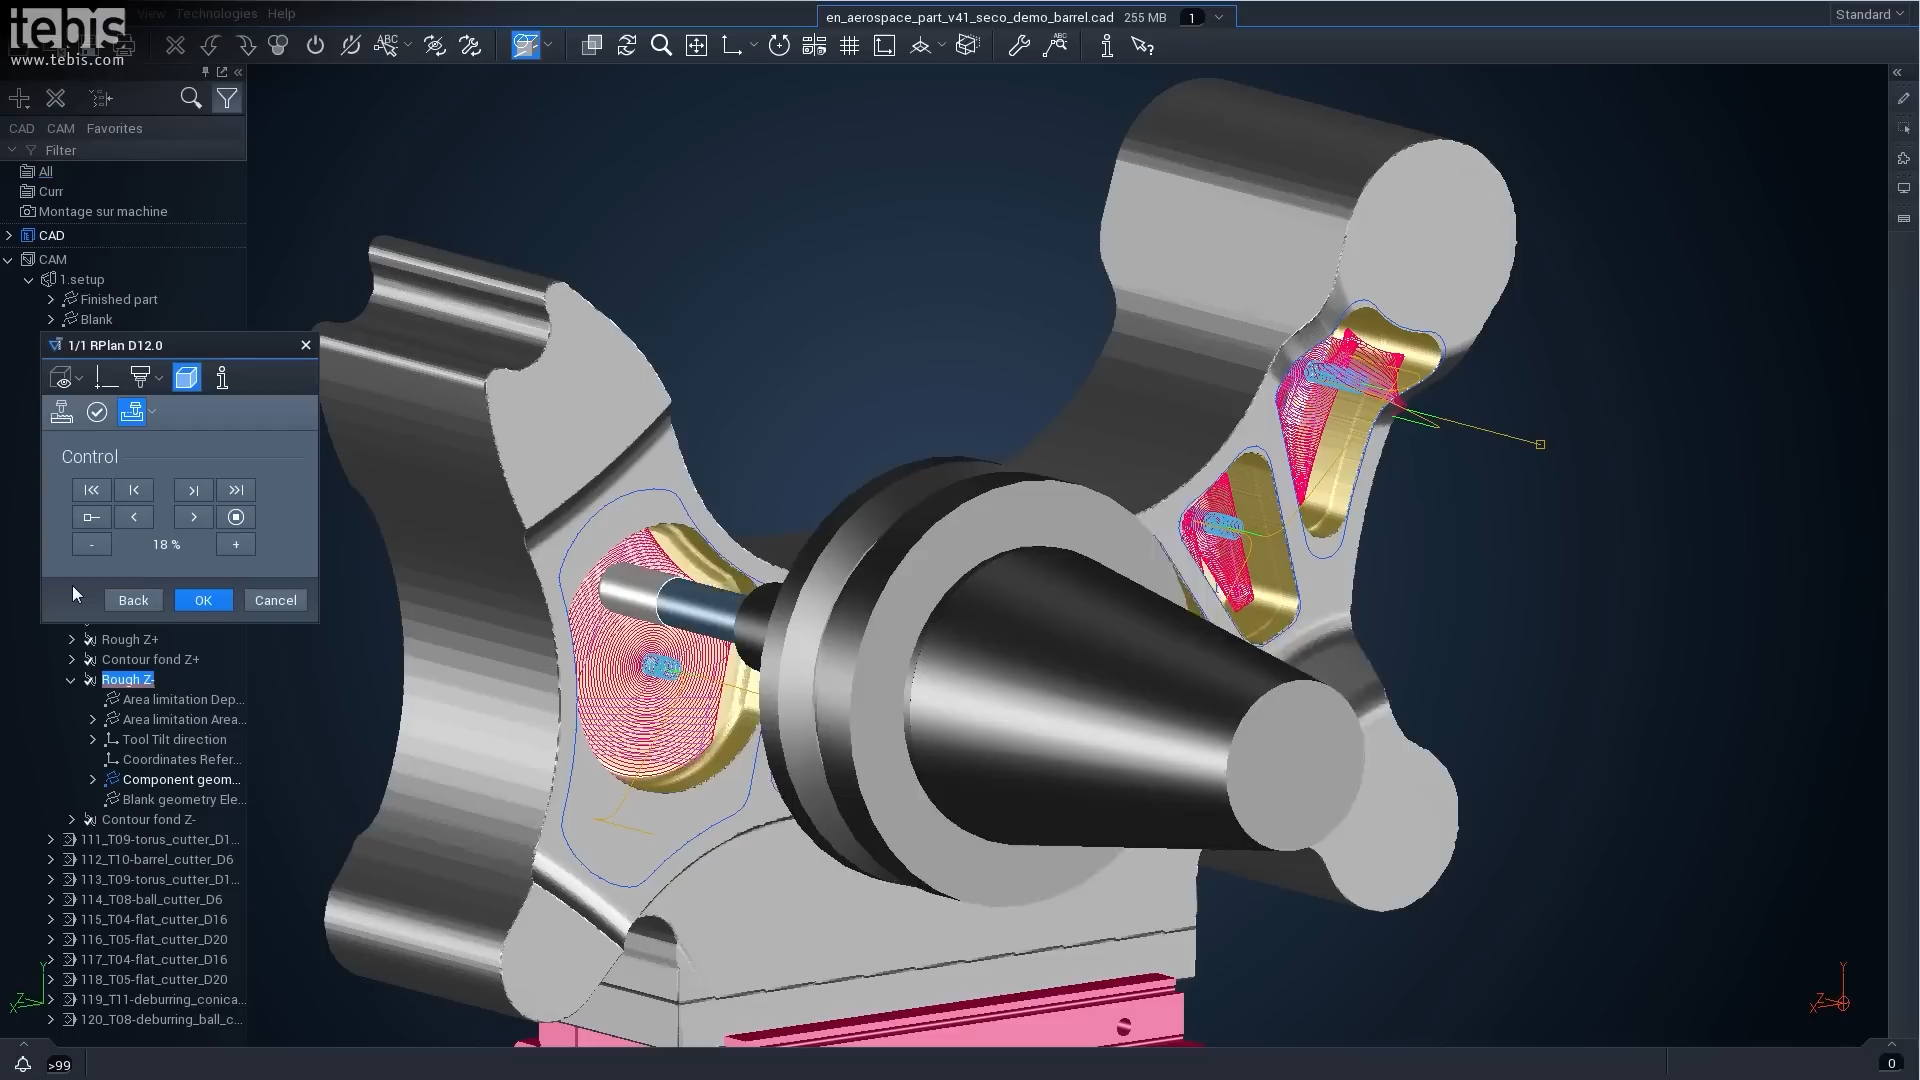 tebis
www.tebis.com
View Technologies Help
en_aerospace_part_v41_seco_demo_barrel.cad 255 MB 1
Standard
ABC
ABC
CAD CAM Favorites
Filter
All
Curr
Montage sur machine
CAD
CAM
1.setup
Finished part
Blank
1/1 RPlan D12.0
Control
18 %
- +
Back OK Cancel
Rough Z+
Contour fond Z+
Rough Z-
Area limitation Dep...
Area limitation Area...
Tool Tilt direction
Coordinates Refer...
Component geom...
Blank geometry Ele...
Contour fond Z-
111_T09-torus_cutter_D1...
112_T10-barrel_cutter_D6
113_T09-torus_cutter_D1...
114_T08-ball_cutter_D6
115_T04-flat_cutter_D16
116_T05-flat_cutter_D20
117_T04-flat_cutter_D16
118_T05-flat_cutter_D20
119_T11-deburring_conica...
120_T08-deburring_ball_c...
Y
Z
X
Y
Z
X
>99
0